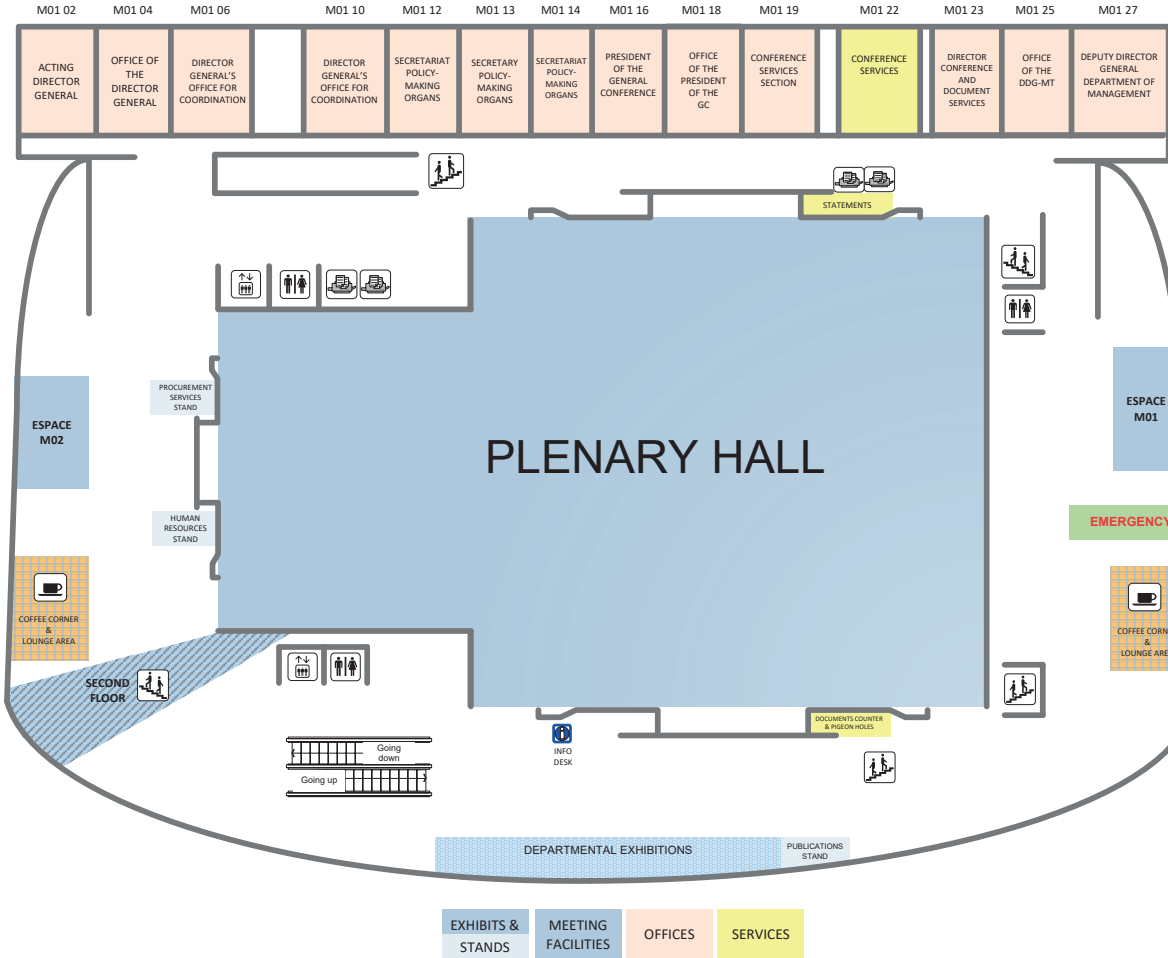 M01 02
M01 04
M01 06
M01 10
M01 12
M01 13
M01 14
M01 16
M01 18
M01 19
M01 22
M01 23
M01 25
M01 27
ACTING
DIRECTOR
GENERAL
OFFICE OF
THE
DIRECTOR
GENERAL
DIRECTOR
GENERAL'S
OFFICE FOR
COORDINATION
DIRECTOR
GENERAL'S
OFFICE FOR
COORDINATION
SECRETARIAT
POLICY-
MAKING
ORGANS
SECRETARY
POLICY-
MAKING
ORGANS
SECRETARIAT
POLICY-
MAKING
ORGANS
PRESIDENT
OF THE
GENERAL
CONFERENCE
OFFICE
OF THE
PRESIDENT
OF THE
GC
CONFERENCE
SERVICES
SECTION
CONFERENCE
SERVICES
DIRECTOR
CONFERENCE
AND
DOCUMENT
SERVICES
OFFICE
OF THE
DDG-MT
DEPUTY DIRECTOR
GENERAL
DEPARTMENT OF
MANAGEMENT
STATEMENTS
PROCUREMENT
SERVICES
STAND
ESPACE
M02
ESPACE
M01
PLENARY HALL
HUMAN
RESOURCES
STAND
EMERGENCY
COFFEE CORNER
&
LOUNGE AREA
COFFEE CORNE
&
LOUNGE ARE
SECOND
FLOOR
DOCUMENTS COUNTER
& PIGEON HOLES
INFO
DESK
Going
down
Going up
DEPARTMENTAL EXHIBITIONS
PUBLICATIONS
STAND
EXHIBITS &
STANDS
MEETING
FACILITIES
OFFICES
SERVICES